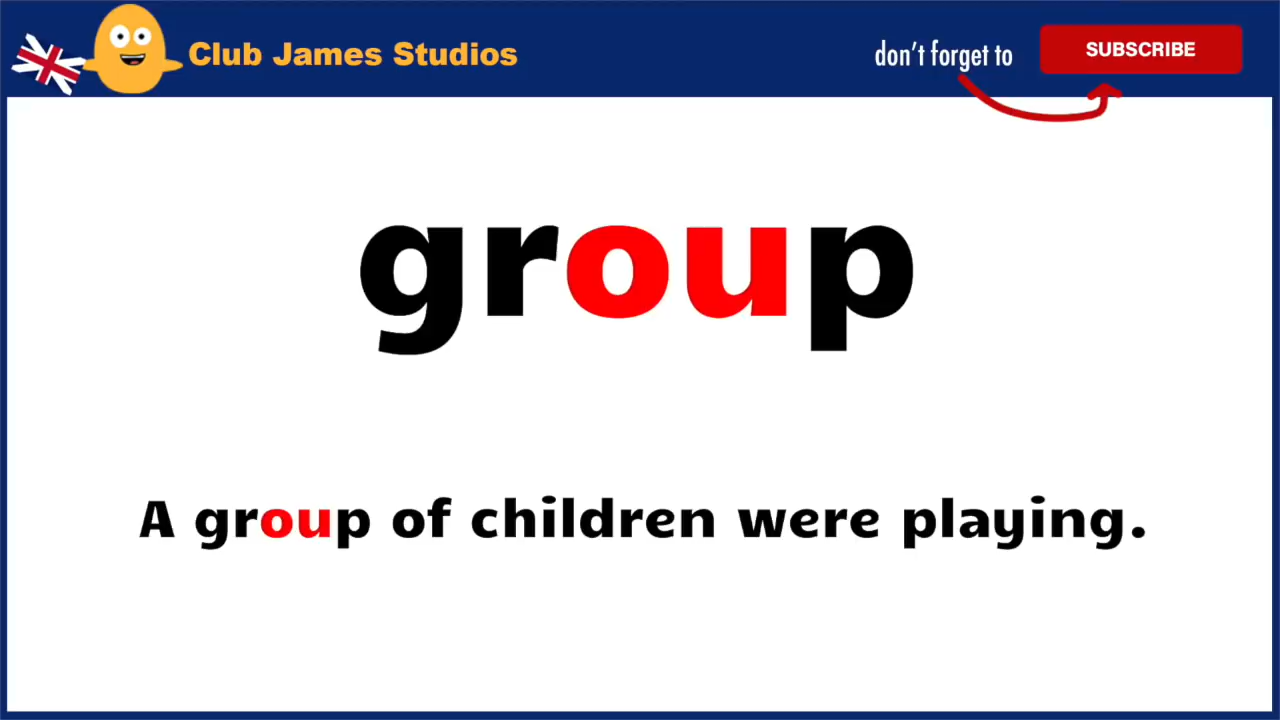 Club James Studios
don't forget to
SUBSCRIBE
group
A group of children were playing.